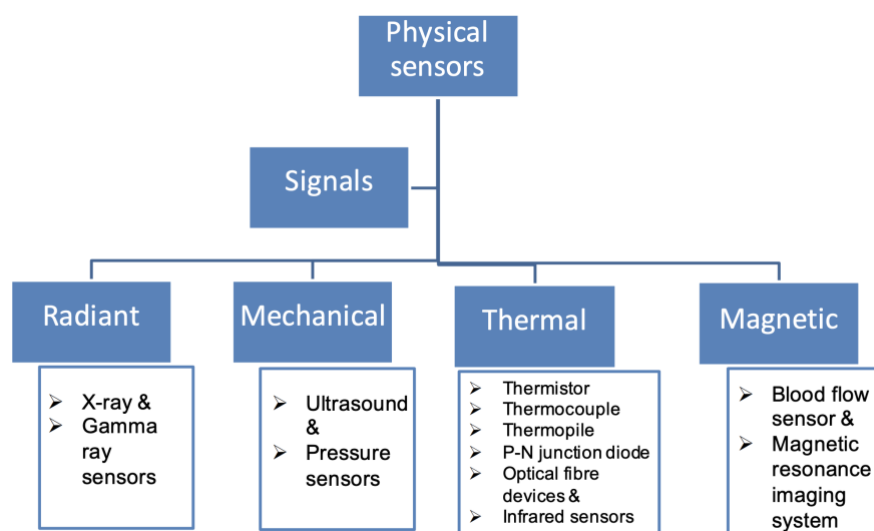 Physical
sensors
Signals
Radiant
Mechanical
Thermal
Magnetic
➢ X-ray &
➢ Gamma
ray
sensors
➢ Ultrasound
&
➢ Pressure
sensors
➢ Thermistor
➢ Thermocouple
➢ Thermopile
➢ P-N junction diode
➢ Optical fibre
devices &
➢ Infrared sensors
➢ Blood flow
sensor &
➢ Magnetic
resonance
imaging
system